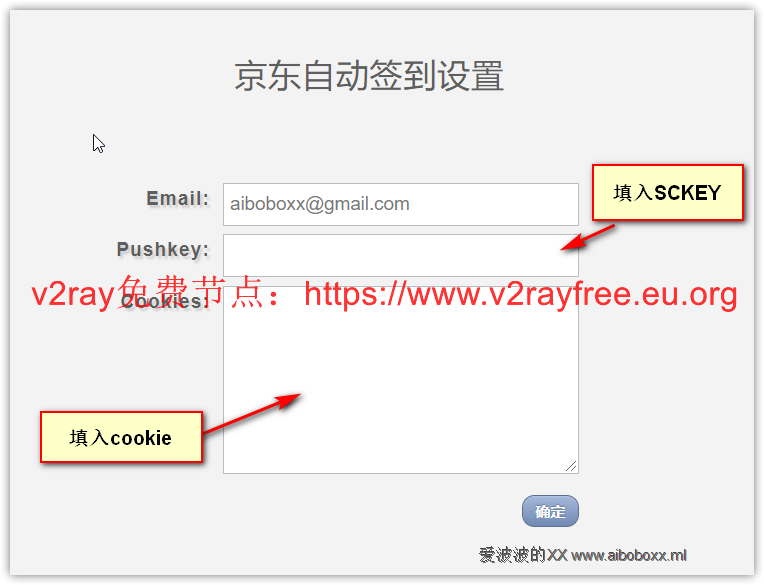 京东自动签到设置
Email:
aiboboxx@gmail.com
填入SCKEY
Pushkey:
v2ray免费节点：https://www.v2rayfree.eu.org
Cookies:
填入cookie
确定
爱波波的XX www.aiboboxx.ml